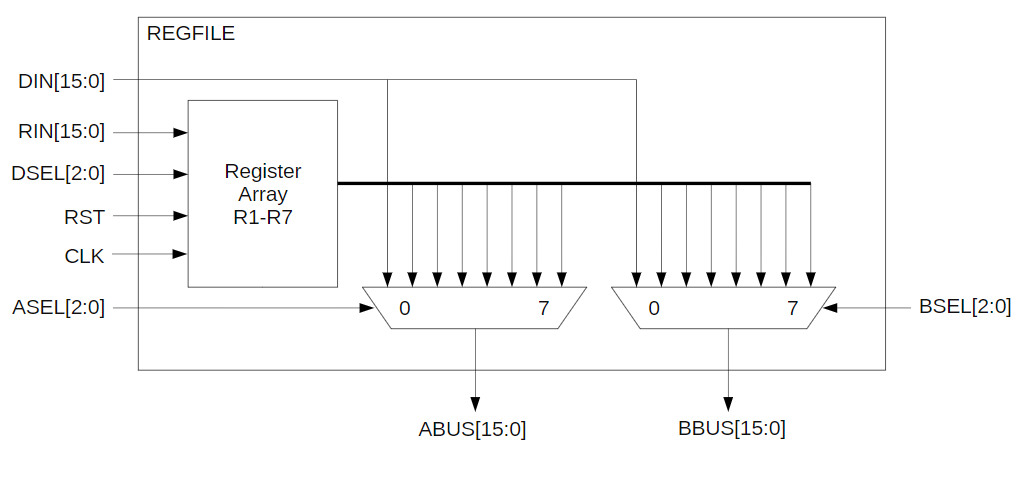 REGFILE
DIN[15:0]
RIN[15:0]
DSEL[2:0]
RST
CLK
ASEL[2:0]
Register
Array
R1-R7
0 7
0 7
BSEL[2:0]
ABUS[15:0]
BBUS[15:0]